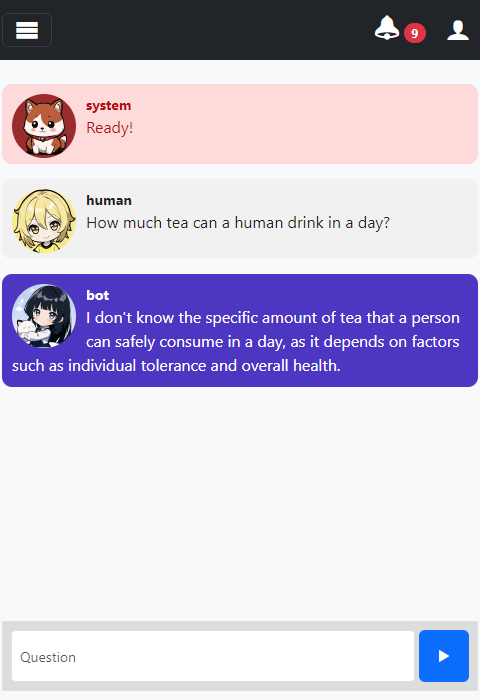 9
system
Ready!
human
How much tea can a human drink in a day?
bot
I don't know the specific amount of tea that a person
can safely consume in a day, as it depends on factors
such as individual tolerance and overall health.
Question